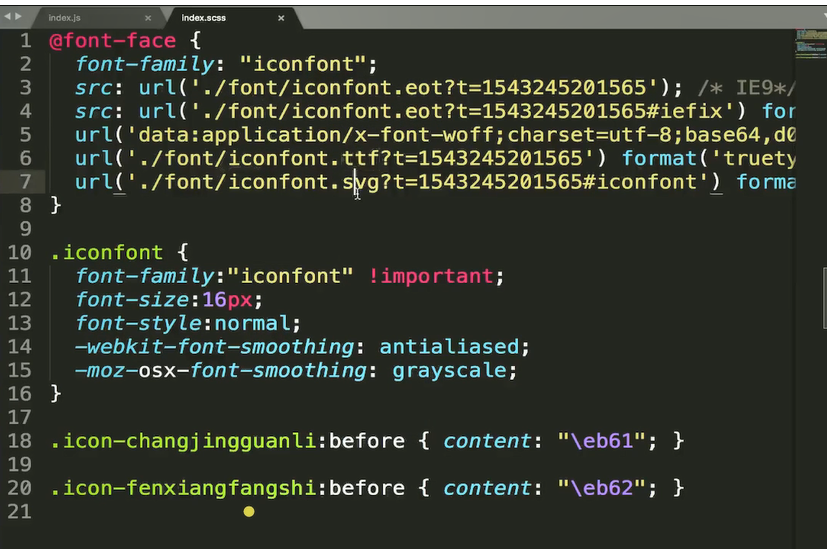 index.js × index.scss ×
1 @font-face {
2 font-family: "iconfont";
3 src: url('./font/iconfont.eot?t=1543245201565'); /* IE9*/
4 src: url('./font/iconfont.eot?t=1543245201565#iefix') for
5 url('data:application/x-font-woff;charset=utf-8;base64,d0
6 url('./font/iconfont.ttf?t=1543245201565') format('truety
7 url('./font/iconfont.svg?t=1543245201565#iconfont') forma
8 }
9
10 .iconfont {
11 font-family:"iconfont" !important;
12 font-size:16px;
13 font-style:normal;
14 -webkit-font-smoothing: antialiased;
15 -moz-osx-font-smoothing: grayscale;
16 }
17
18 .icon-changjingguanli:before { content: "\eb61"; }
19
20 .icon-fenxiangfangshi:before { content: "\eb62"; }
21